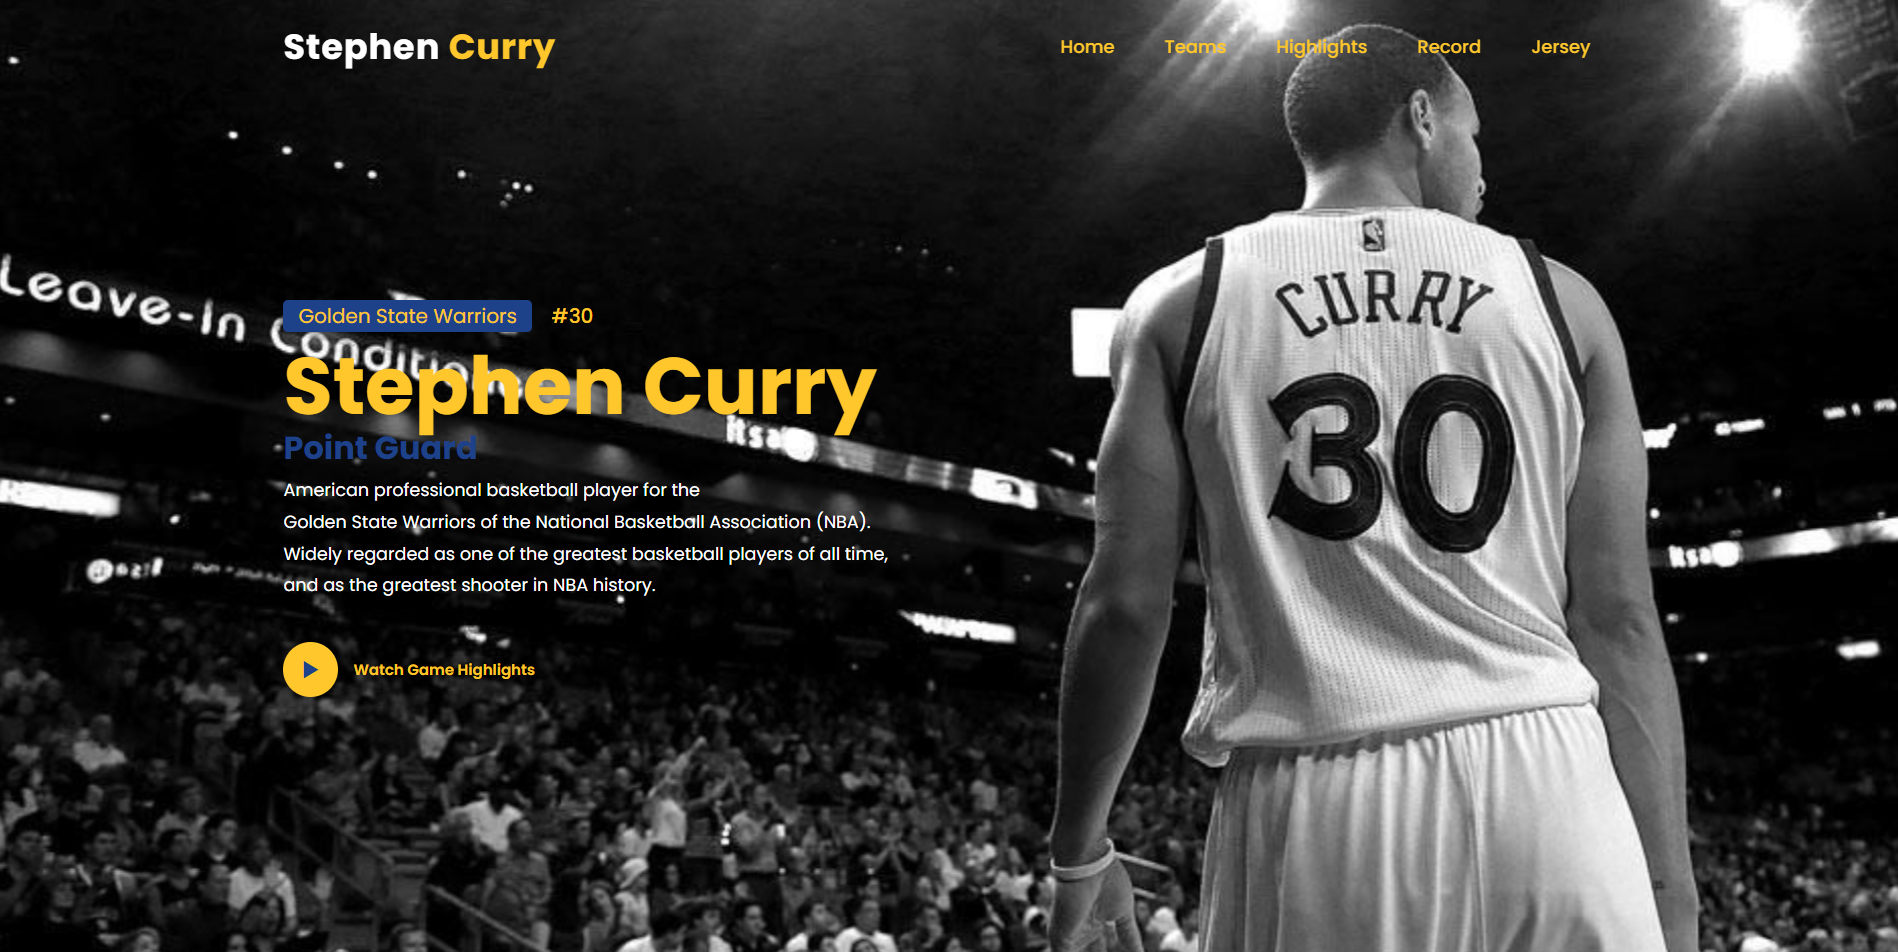 Stephen Curry
Home Teams Highlights Record Jersey
Leave-In Condition
Golden State Warriors #30
Stephen Curry
Point Guard
American professional basketball player for the
Golden State Warriors of the National Basketball Association (NBA).
Widely regarded as one of the greatest basketball players of all time,
and as the greatest shooter in NBA history.
Watch Game Highlights
CURRY
30
itsa
itsa